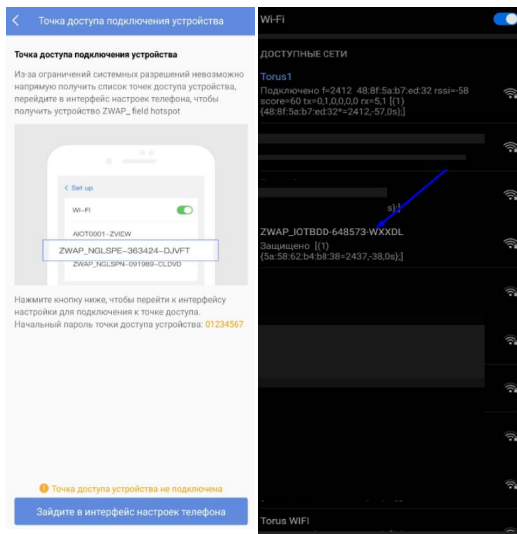 Точка доступа подключения устройства
Точка доступа подключения устройства
Из-за ограничений системных разрешений невозможно
напрямую получить список точек доступа устройства,
перейдите в интерфейс настроек телефона, чтобы
получить устройство ZWAP_ field hotspot
Set up
Wi-Fi
AIOT0001-ZVIEW
ZWAP_NGLSPE-363424-DJVFT
ZWAP_NGLSPN-091989-CLDVD
Нажмите кнопку ниже, чтобы перейти к интерфейсу
настройки для подключения к точке доступа.
Начальный пароль точки доступа устройства: 01234567
Точка доступа устройства не подключена
Зайдите в интерфейс настроек телефона
Wi-Fi
ДОСТУПНЫЕ СЕТИ
Torus1
Подключено f=2412 48:8f:5a:b7:ed:32 rssi=-58
score=60 tx=0,1,0,0,0,0 rx=5,1 [(1)
{48:8f:5a:b7:ed:32*=2412,-57,0s};]
s};]
ZWAP_IOTBDD-648573-WXXDL
Защищено [(1)
{5a:58:62:b4:b8:38=2437,-38,0s};]
Torus WIFI